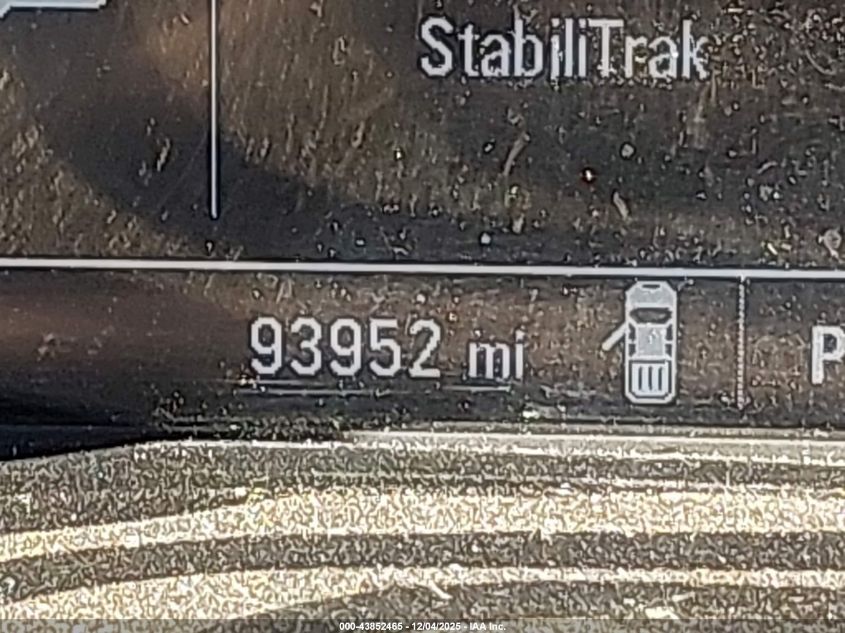 StabiliTrak
93952 mi
P
000-43852465 - 12/04/2025 - IAA Inc.